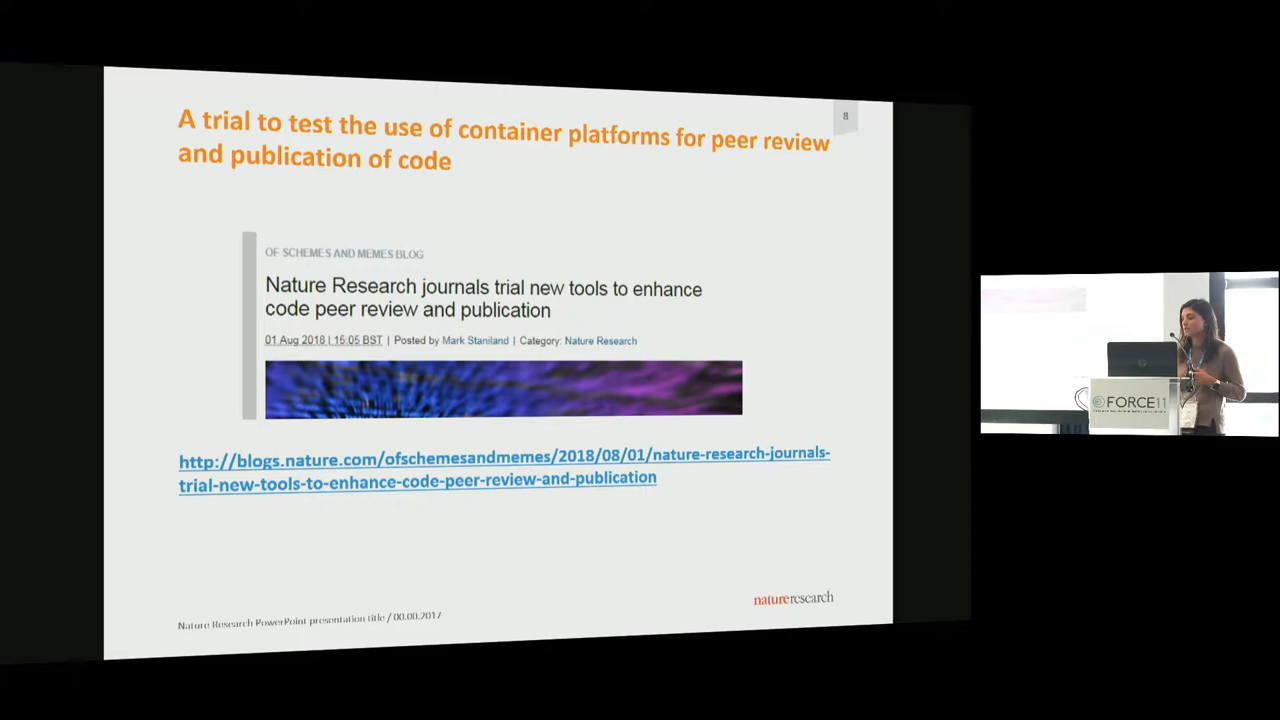 8
A trial to test the use of container platforms for peer review
and publication of code
OF SCHEMES AND MEMES BLOG
Nature Research journals trial new tools to enhance
code peer review and publication
01 Aug 2018 | 15:05 BST | Posted by Mark Staniland | Category: Nature Research
http://blogs.nature.com/ofschemesandmemes/2018/08/01/nature-research-journals-
trial-new-tools-to-enhance-code-peer-review-and-publication
Nature Research PowerPoint presentation title / 00.00.2017
natureresearch
FORCE11